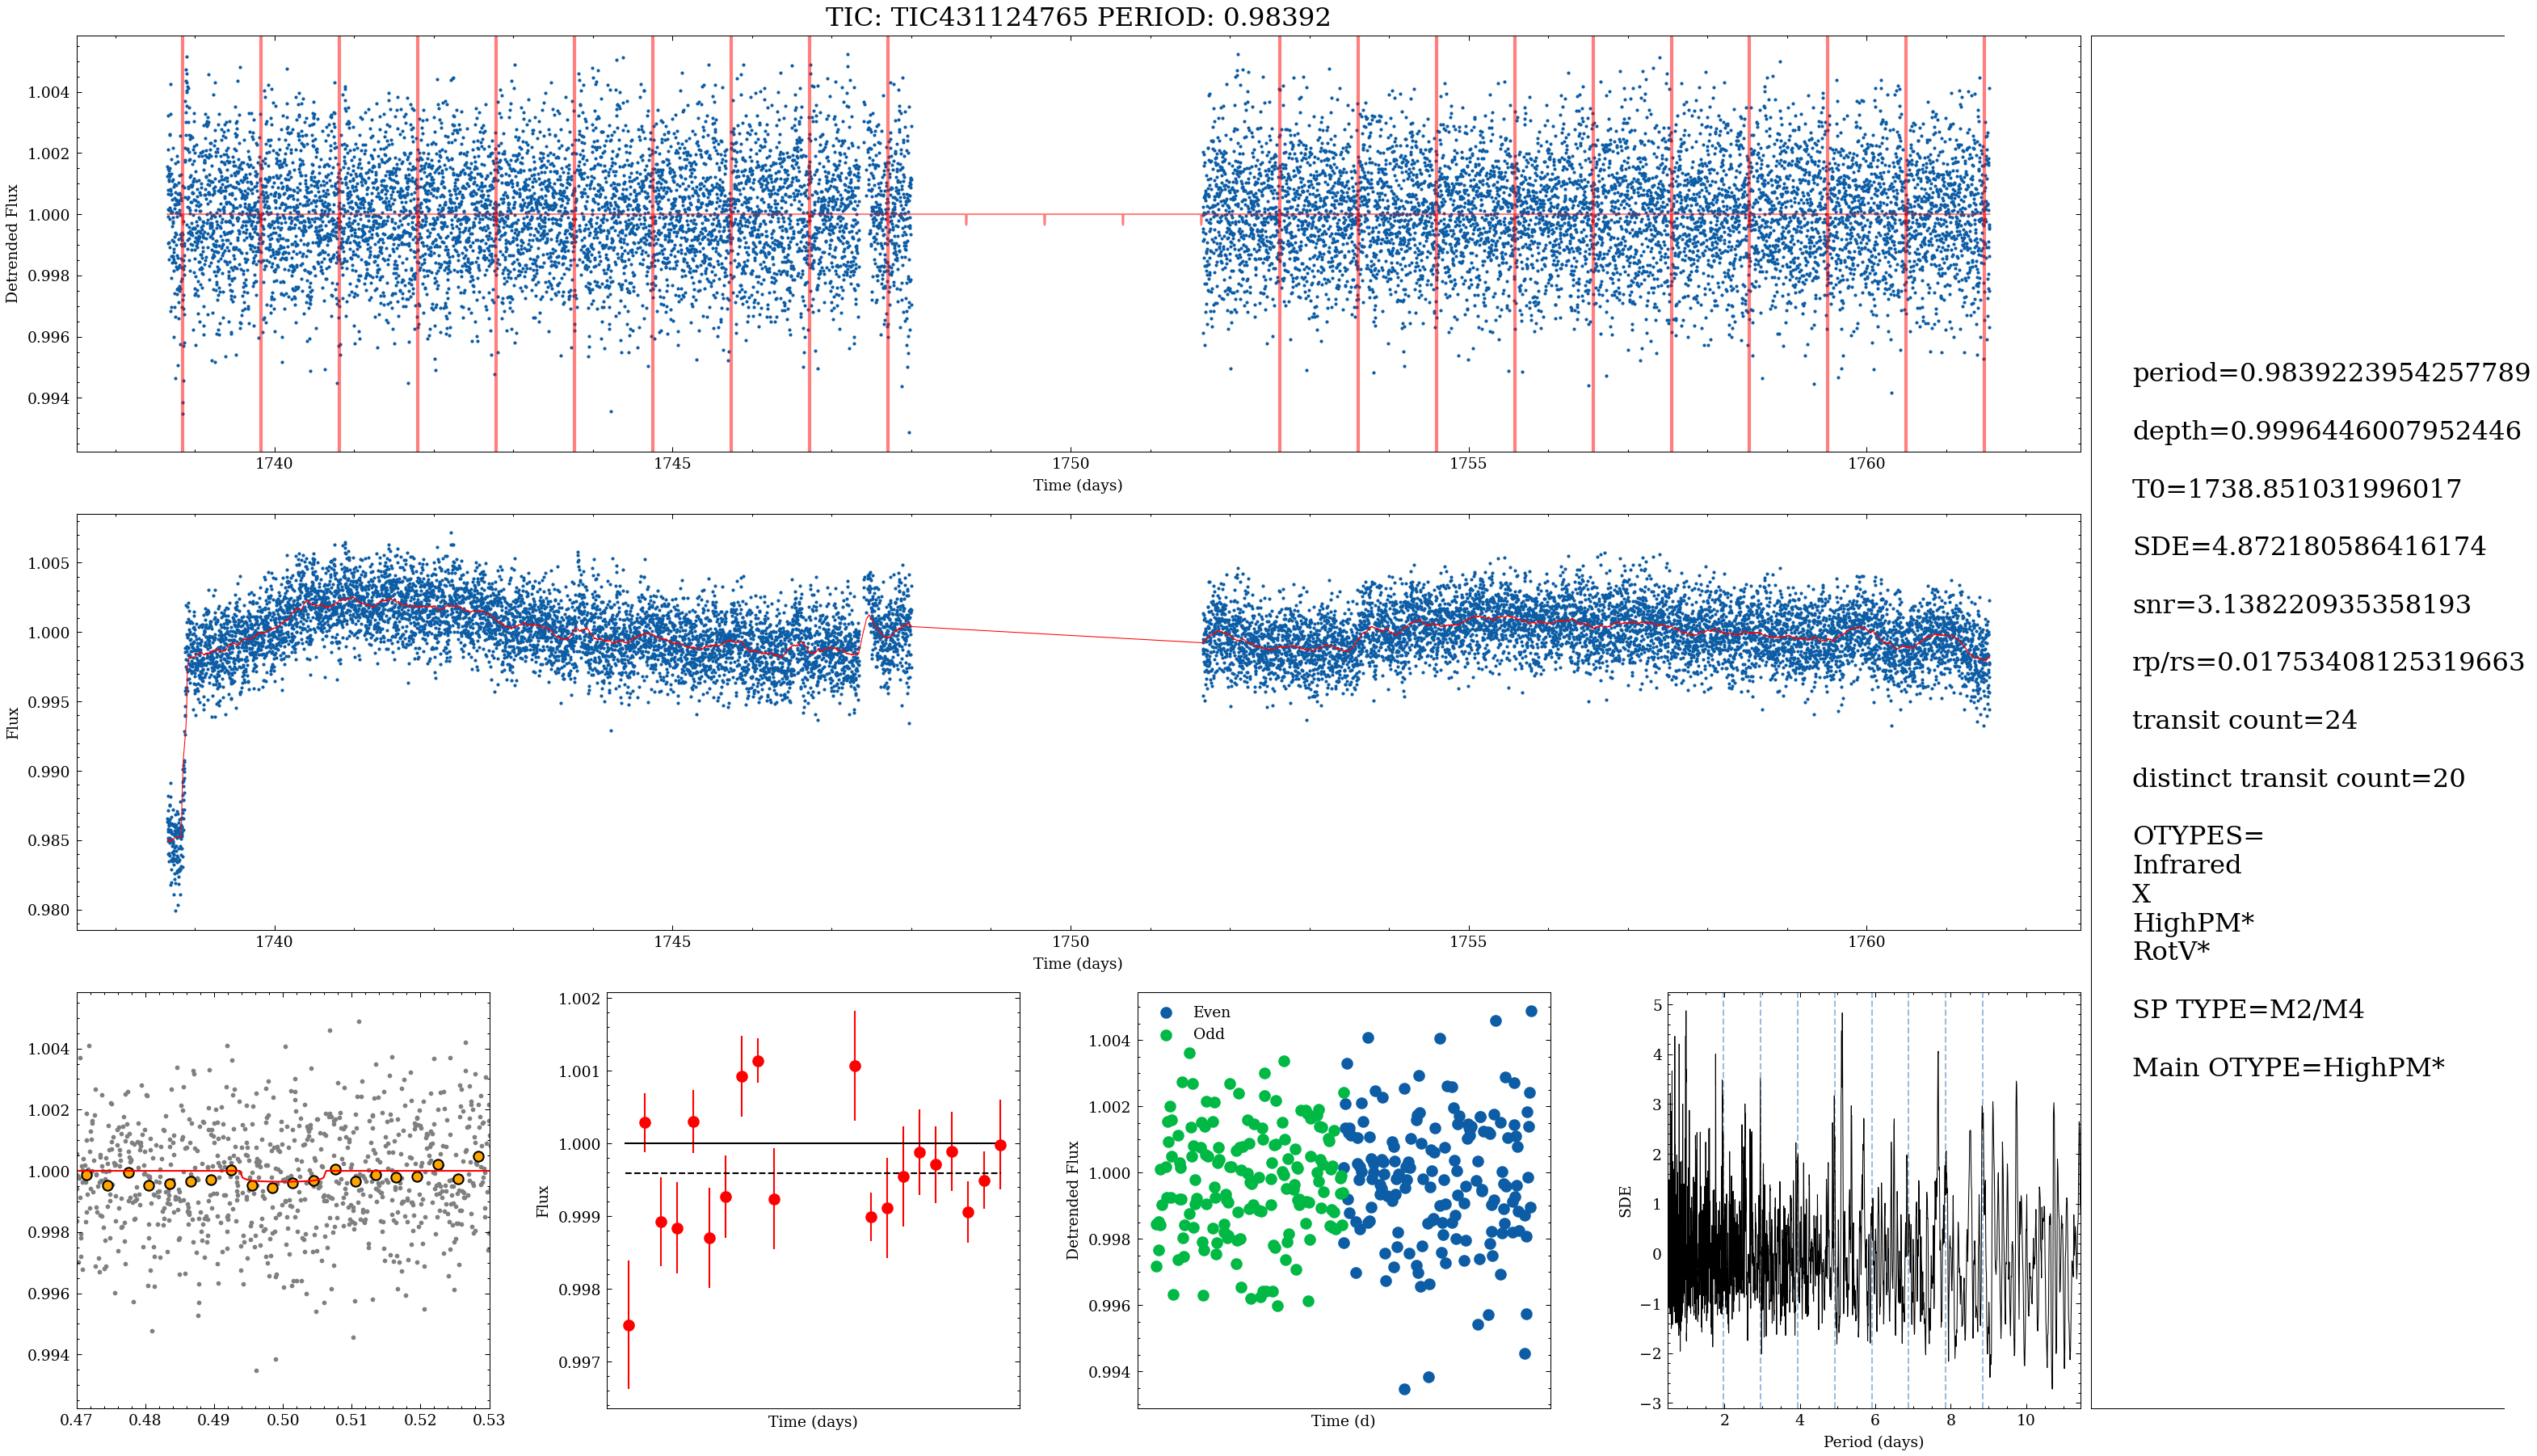 TIC: TIC431124765 PERIOD: 0.98392
1.004
1.002
1.000
0.998
0.996
0.994
Detrended Flux
1740
1745
1750
1755
1760
Time (days)
1.005
1.000
0.995
0.990
0.985
0.980
Flux
1740
1745
1750
1755
1760
Time (days)
1.004
1.002
1.000
0.998
0.996
0.994
0.47
0.48
0.49
0.50
0.51
0.52
0.53
1.002
1.001
1.000
0.999
0.998
0.997
Flux
Time (days)
Even
Odd
1.004
1.002
1.000
0.998
0.996
0.994
Detrended Flux
Time (d)
5
4
3
2
1
0
−1
−2
−3
SDE
2
4
6
8
10
Period (days)
period=0.9839223954257789
depth=0.9996446007952446
T0=1738.851031996017
SDE=4.872180586416174
snr=3.138220935358193
rp/rs=0.01753408125319663
transit count=24
distinct transit count=20
OTYPES=
Infrared
X
HighPM*
RotV*
SP TYPE=M2/M4
Main OTYPE=HighPM*